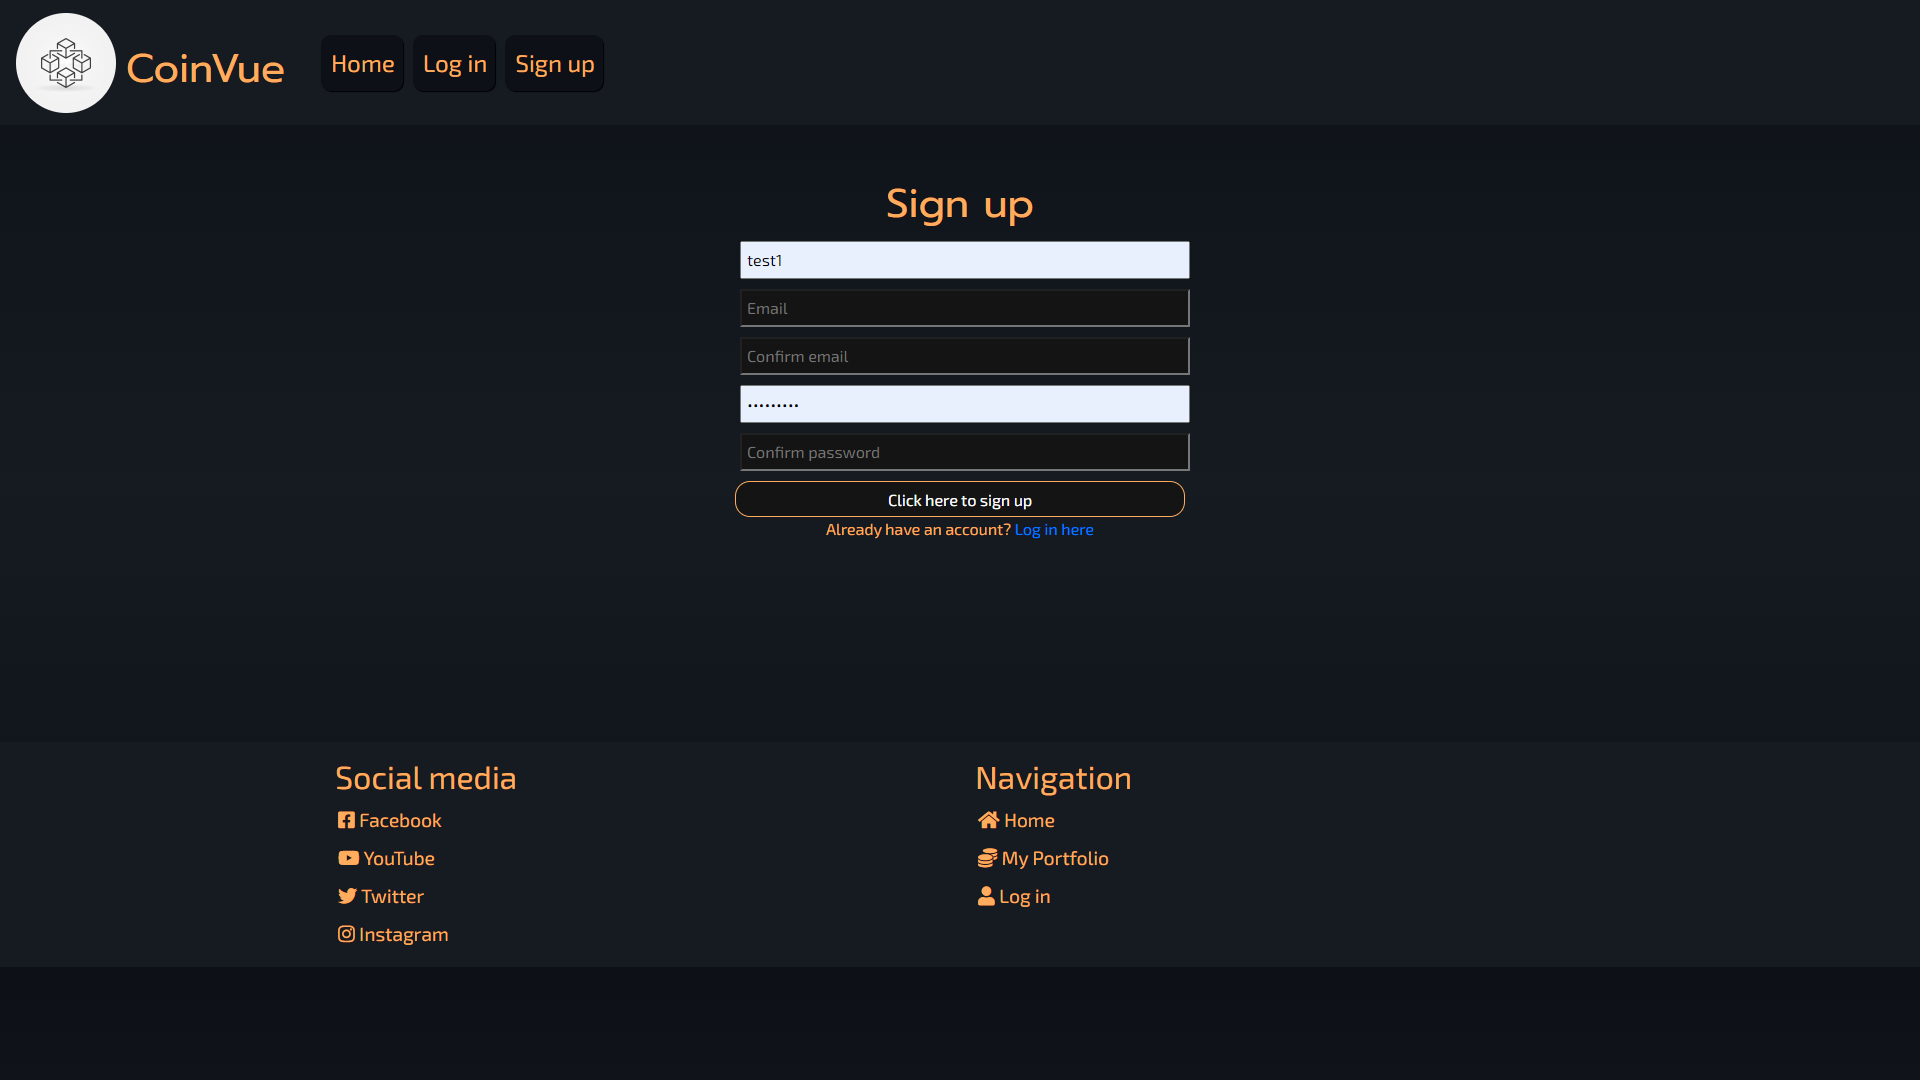 CoinVue
Home
Log in
Sign up
Sign up
test1
Email
Confirm email
•••••••••
Confirm password
Click here to sign up
Already have an account? Log in here
Social media
Facebook
YouTube
Twitter
Instagram
Navigation
Home
My Portfolio
Log in